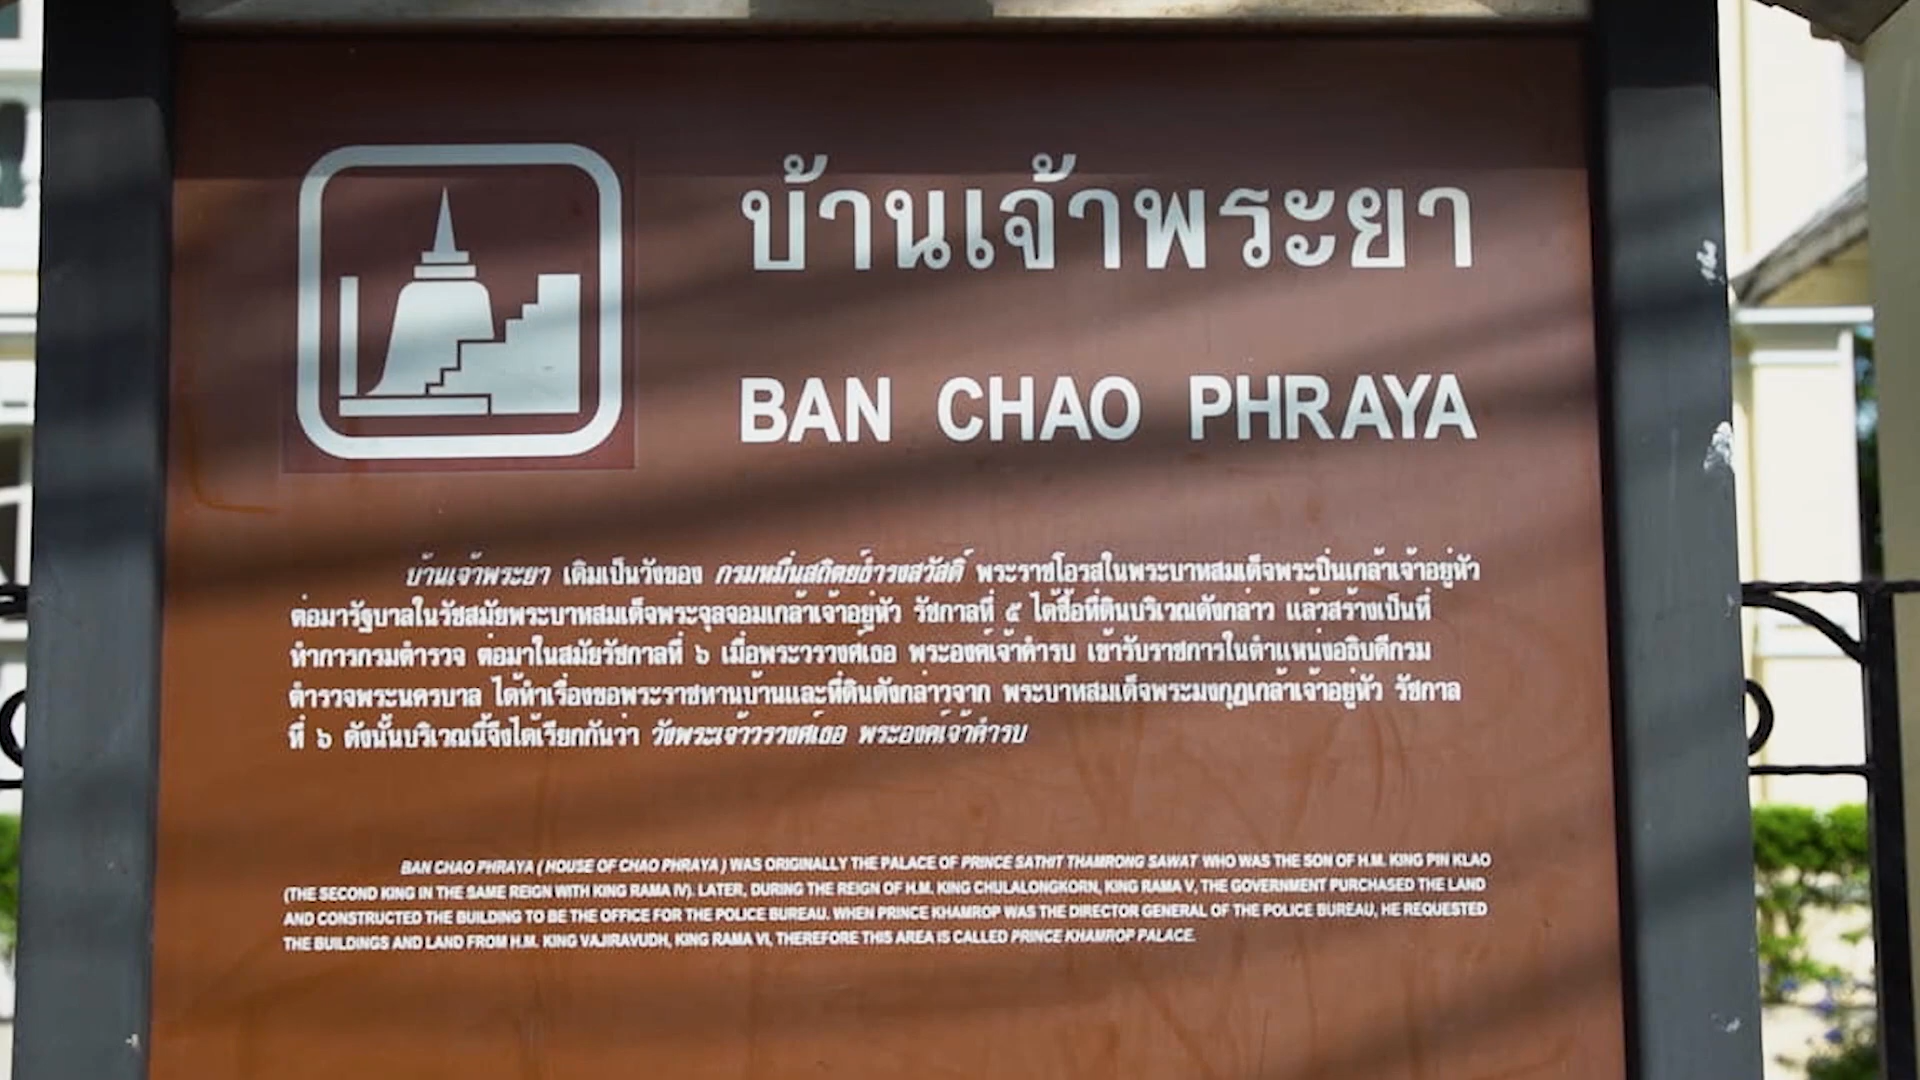 บ้านเจ้าพระยา
BAN CHAO PHRAYA
บ้านเจ้าพระยา เดิมเป็นวังของ กรมหมื่นสถิตย์ธำรงสวัสดิ์ พระราชโอรสในพระบาทสมเด็จพระปิ่นเกล้าเจ้าอยู่หัว
ต่อมารัฐบาลในรัชสมัยพระบาทสมเด็จพระจุลจอมเกล้าเจ้าอยู่หัว รัชกาลที่ ๕ ได้ซื้อที่ดินบริเวณดังกล่าว แล้วสร้างเป็นที่
ทำการกรมตำรวจ ต่อมาในสมัยรัชกาลที่ ๖ เมื่อพระวรวงศ์เธอ พระองค์เจ้าคำรบ เข้ารับราชการในตำแหน่งอธิบดีกรม
ตำรวจพระนครบาล ได้ทำเรื่องขอพระราชทานบ้านและที่ดินดังกล่าวจาก พระบาทสมเด็จพระมงกุฎเกล้าเจ้าอยู่หัว รัชกาล
ที่ ๖ ดังนั้นบริเวณนี้จึงได้เรียกกันว่า วังพระเจ้าวรวงศ์เธอ พระองค์เจ้าคำรบ
BAN CHAO PHRAYA ( HOUSE OF CHAO PHRAYA ) WAS ORIGINALLY THE PALACE OF PRINCE SATHIT THAMRONG SAWAT WHO WAS THE SON OF H.M. KING PIN KLAO
(THE SECOND KING IN THE SAME REIGN WITH KING RAMA IV). LATER, DURING THE REIGN OF H.M. KING CHULALONGKORN, KING RAMA V, THE GOVERNMENT PURCHASED THE LAND
AND CONSTRUCTED THE BUILDING TO BE THE OFFICE FOR THE POLICE BUREAU. WHEN PRINCE KHAMROP WAS THE DIRECTOR GENERAL OF THE POLICE BUREAU, HE REQUESTED
THE BUILDINGS AND LAND FROM H.M. KING VAJIRAVUDH, KING RAMA VI, THEREFORE THIS AREA IS CALLED PRINCE KHAMROP PALACE.